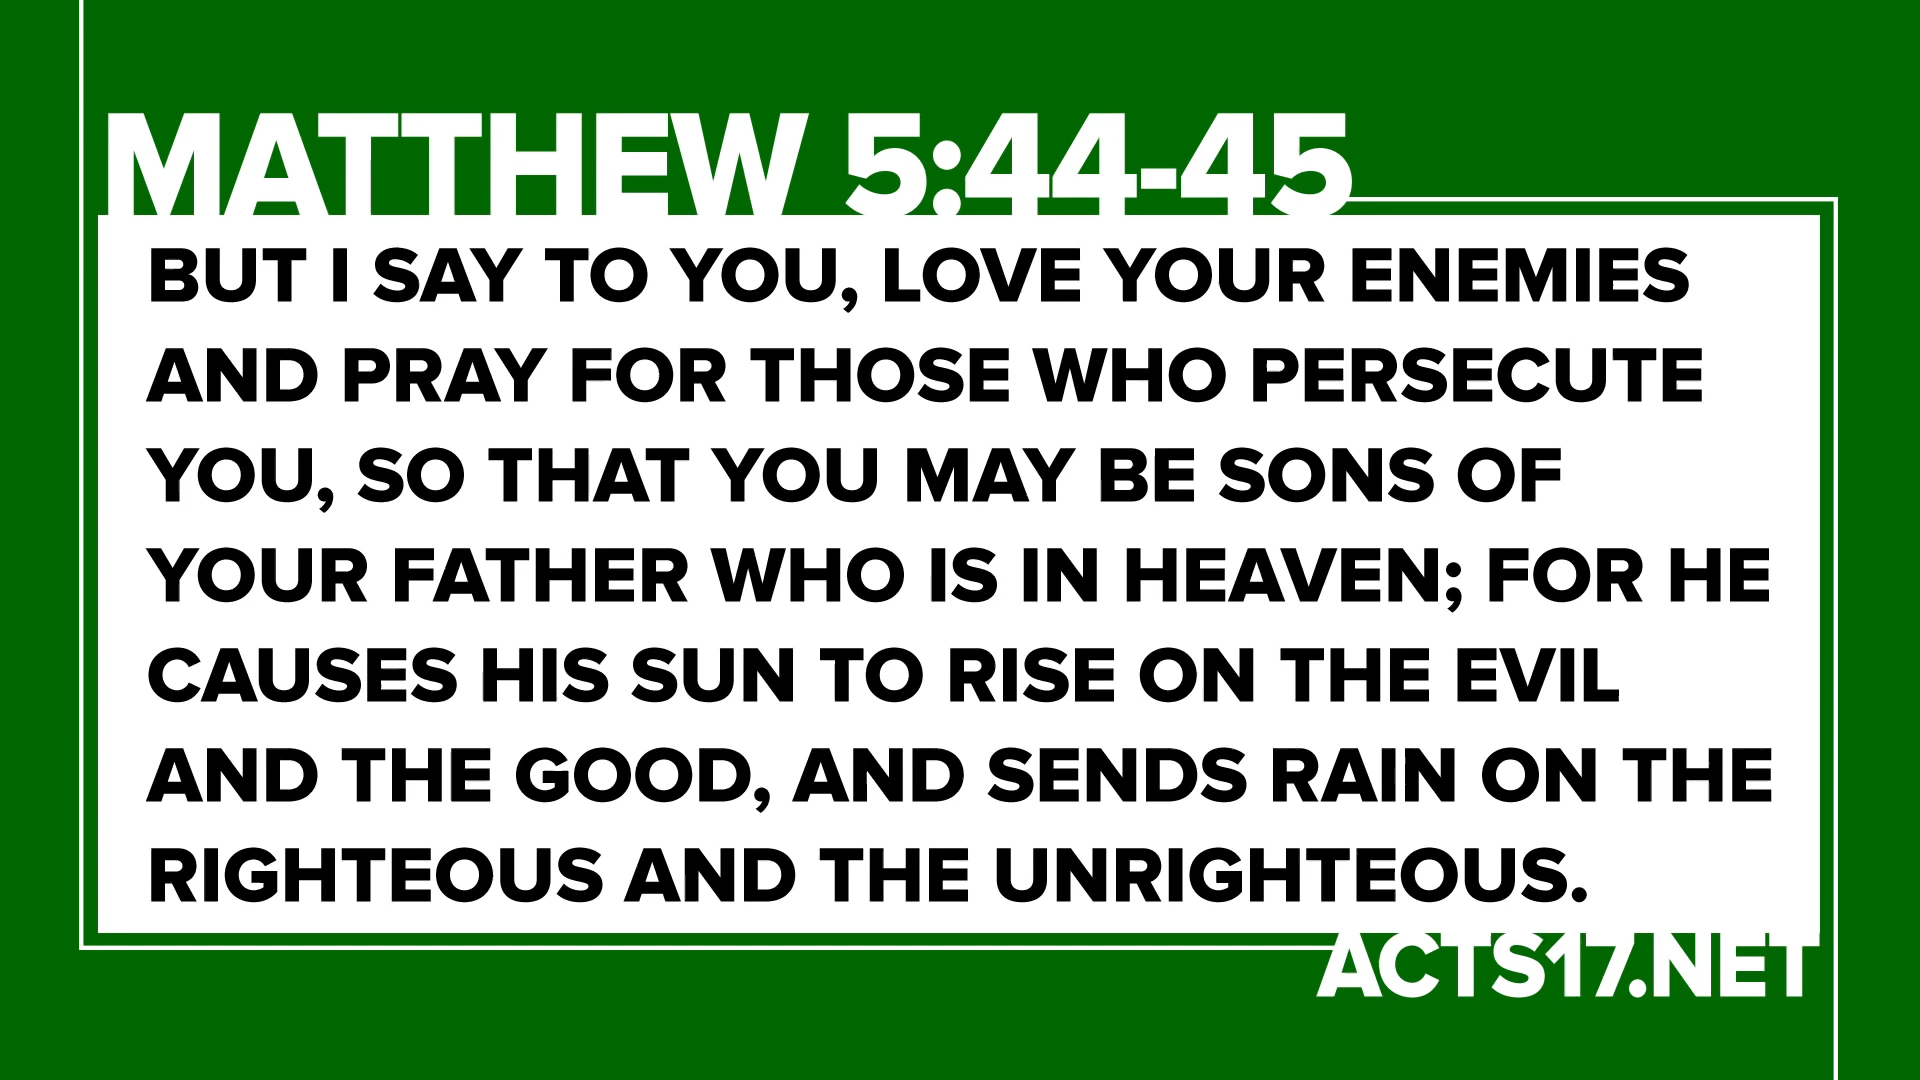 MATTHEW 5:44-45
BUT I SAY TO YOU, LOVE YOUR ENEMIES
AND PRAY FOR THOSE WHO PERSECUTE
YOU, SO THAT YOU MAY BE SONS OF
YOUR FATHER WHO IS IN HEAVEN; FOR HE
CAUSES HIS SUN TO RISE ON THE EVIL
AND THE GOOD, AND SENDS RAIN ON THE
RIGHTEOUS AND THE UNRIGHTEOUS.
ACTS17.NET